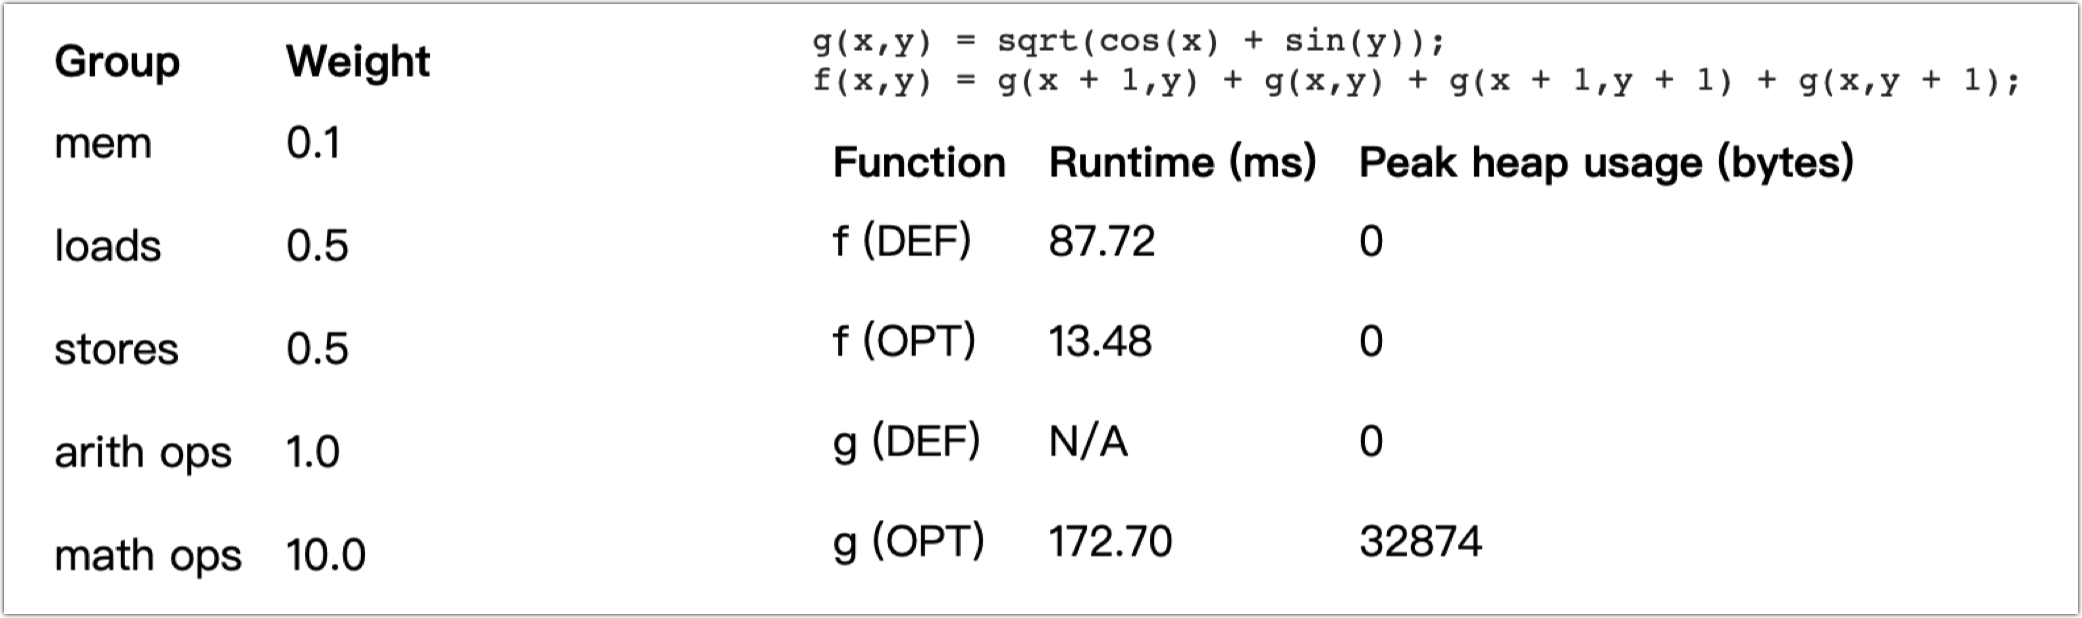 Group Weight
mem 0.1
loads 0.5
stores 0.5
arith ops 1.0
math ops 10.0
g(x,y) = sqrt(cos(x) + sin(y));
f(x,y) = g(x + 1,y) + g(x,y) + g(x + 1,y + 1) + g(x,y + 1);
Function Runtime (ms) Peak heap usage (bytes)
f (DEF) 87.72 0
f (OPT) 13.48 0
g (DEF) N/A 0
g (OPT) 172.70 32874